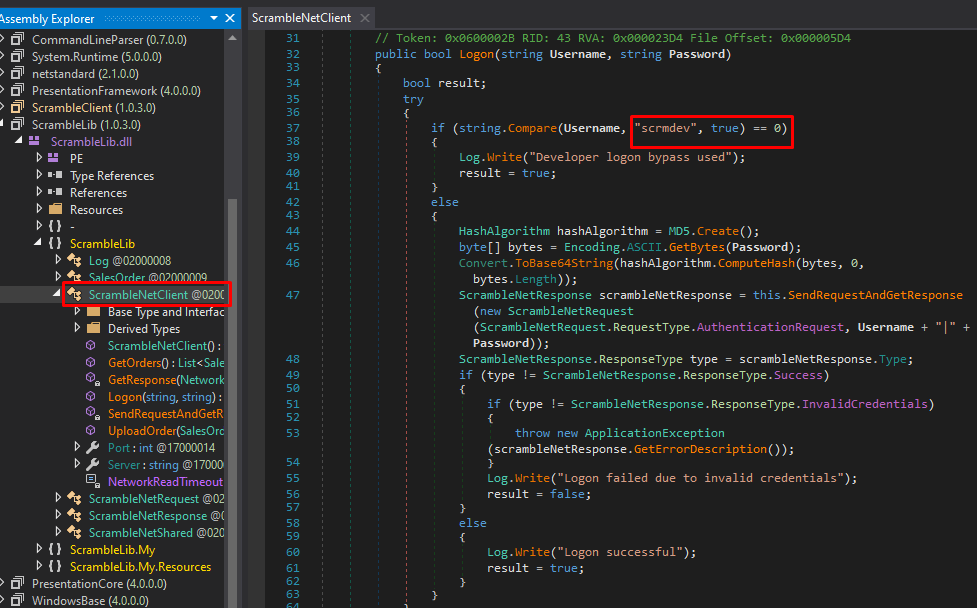 Assembly Explorer
CommandLineParser (0.7.0.0)
System.Runtime (5.0.0.0)
netstandard (2.1.0.0)
PresentationFramework (4.0.0.0)
ScrambleClient (1.0.3.0)
ScrambleLib (1.0.3.0)
ScrambleLib.dll
PE
Type References
References
Resources
{ } -
{ } ScrambleLib
Log @02000008
SalesOrder @02000009
ScrambleNetClient @0200
Base Type and Interfac
Derived Types
ScrambleNetClient() :
GetOrders() : List<Sale
GetResponse(Network
Logon(string, string) :
SendRequestAndGetR
UploadOrder(SalesOrd
Port : int @17000014
Server : string @17000
NetworkReadTimeout
ScrambleNetRequest @02
ScrambleNetResponse @0
ScrambleNetShared @020
{ } ScrambleLib.My
{ } ScrambleLib.My.Resources
PresentationCore (4.0.0.0)
WindowsBase (4.0.0.0)
ScrambleNetClient
31 // Token: 0x0600002B RID: 43 RVA: 0x000023D4 File Offset: 0x000005D4
32 public bool Logon(string Username, string Password)
33 {
34 bool result;
35 try
36 {
37 if (string.Compare(Username, "scrmdev", true) == 0)
38 {
39 Log.Write("Developer logon bypass used");
40 result = true;
41 }
42 else
43 {
44 HashAlgorithm hashAlgorithm = MD5.Create();
45 byte[] bytes = Encoding.ASCII.GetBytes(Password);
46 Convert.ToBase64String(hashAlgorithm.ComputeHash(bytes, 0,
bytes.Length));
47 ScrambleNetResponse scrambleNetResponse = this.SendRequestAndGetResponse
(new ScrambleNetRequest
(ScrambleNetRequest.RequestType.AuthenticationRequest, Username + "|" +
Password));
48 ScrambleNetResponse.ResponseType type = scrambleNetResponse.Type;
49 if (type != ScrambleNetResponse.ResponseType.Success)
50 {
51 if (type != ScrambleNetResponse.ResponseType.InvalidCredentials)
52 {
53 throw new ApplicationException
(scrambleNetResponse.GetErrorDescription());
54 }
55 Log.Write("Logon failed due to invalid credentials");
56 result = false;
57 }
58 else
59 {
60 Log.Write("Logon successful");
61 result = true;
62 }
63 }
64 }